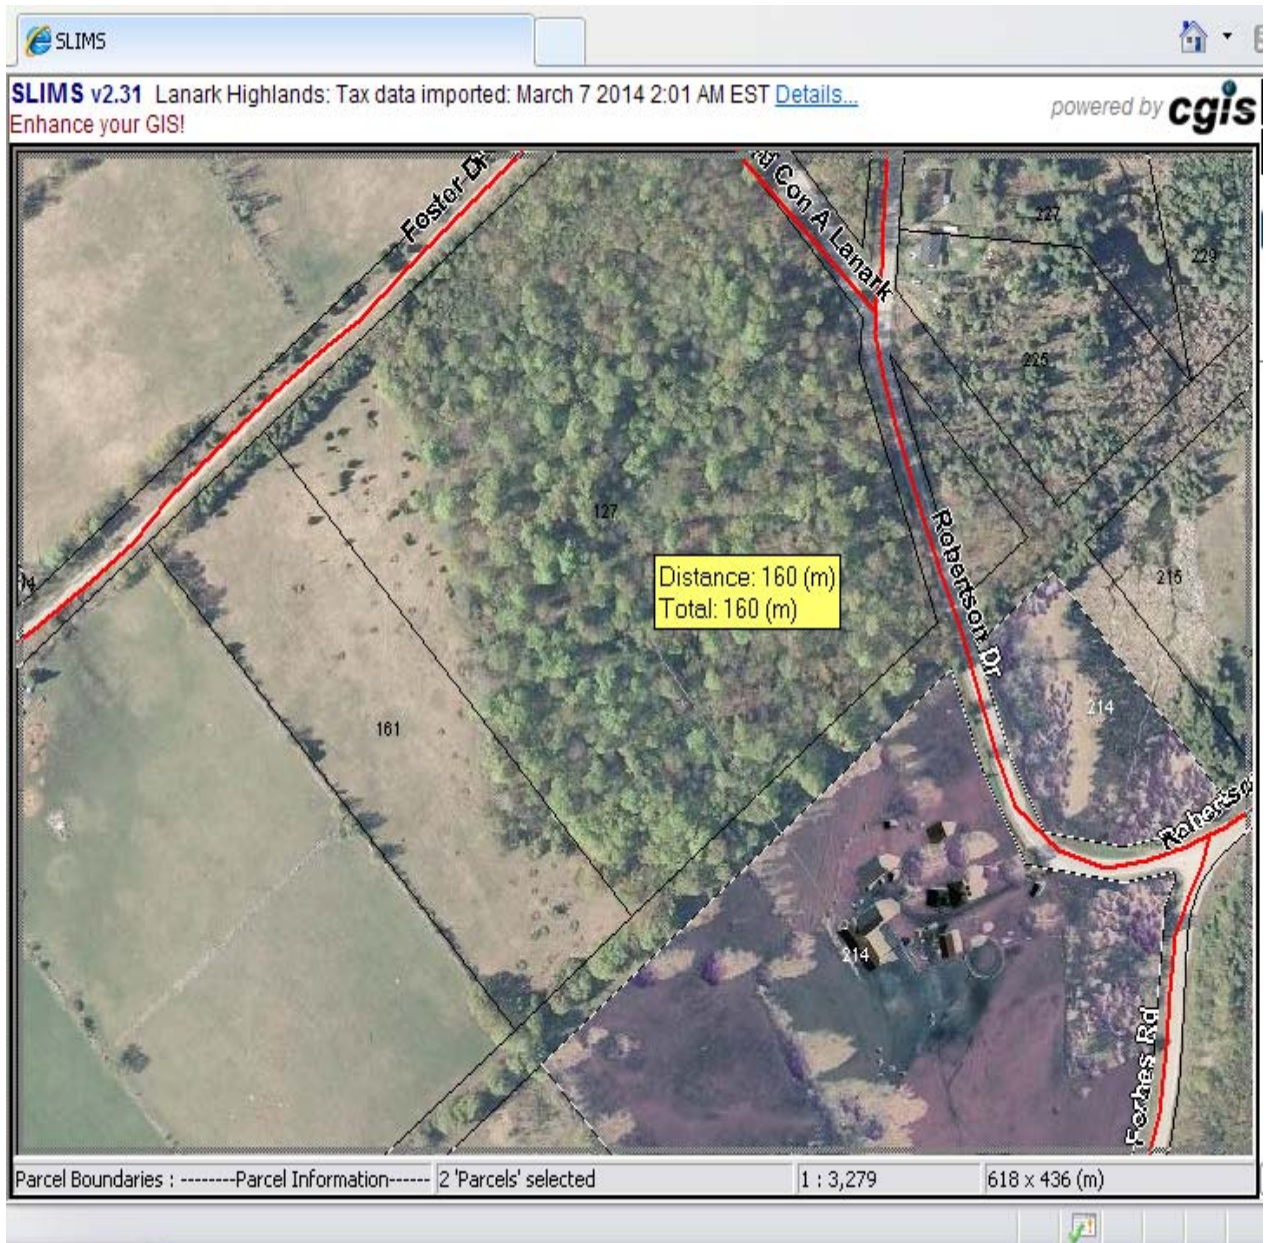 SLIMS
SLIMS v2.31 Lanark Highlands: Tax data imported: March 7 2014 2:01 AM EST Details...
powered by cgis
Enhance your GIS!
Foster Dr
Con A Lanark
227
229
225
127
Distance: 160 (m)
Total: 160 (m)
Robertson Dr
215
214
161
214
Forbes Rd
Parcel Boundaries : --------Parcel Information------ 2 'Parcels' selected 1 : 3,279 618 x 436 (m)